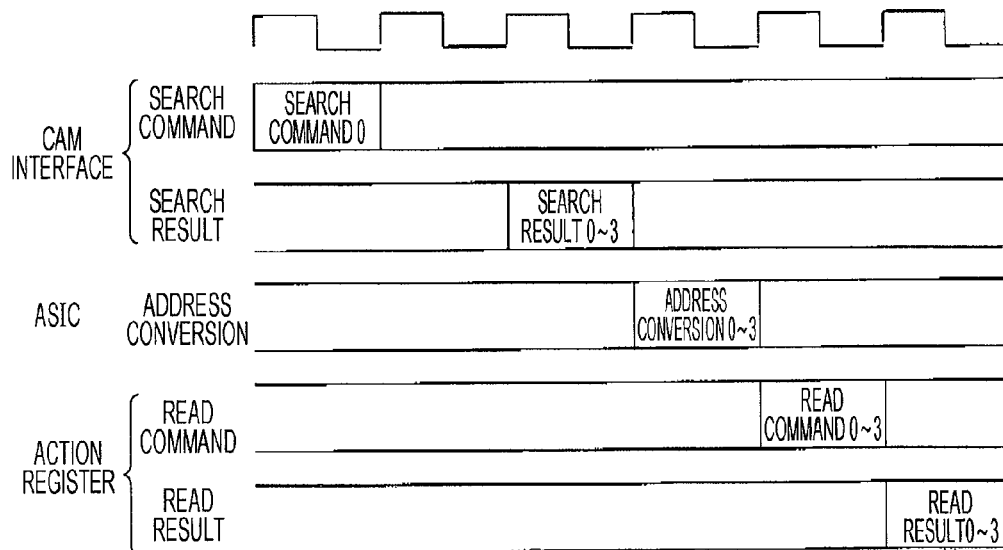 CAM
INTERFACE
SEARCH
COMMAND
SEARCH
COMMAND 0
SEARCH
RESULT
SEARCH
RESULT 0~3
ASIC
ADDRESS
CONVERSION
ADDRESS
CONVERSION 0~3
ACTION
REGISTER
READ
COMMAND
READ
COMMAND 0~3
READ
RESULT
READ
RESULT0~3